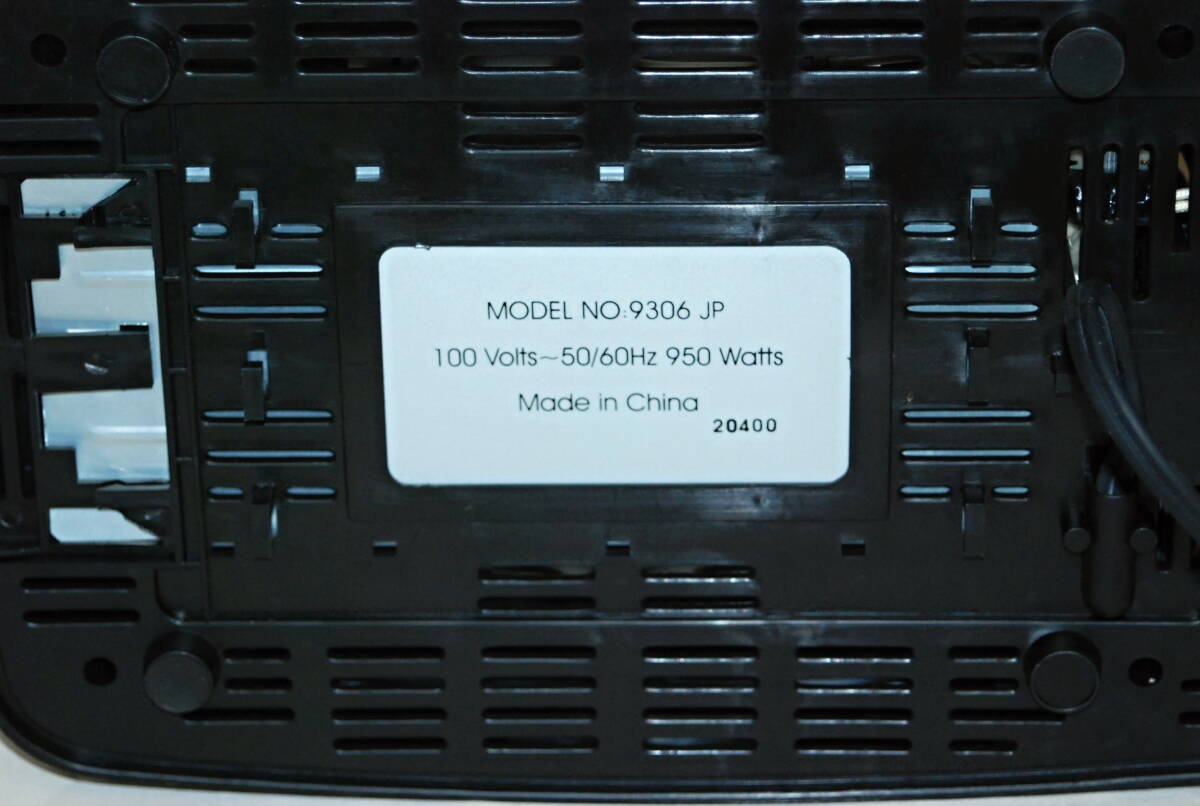 MODEL NO:9306 JP
100 Volts~50/60Hz 950 Watts
Made in China
20400